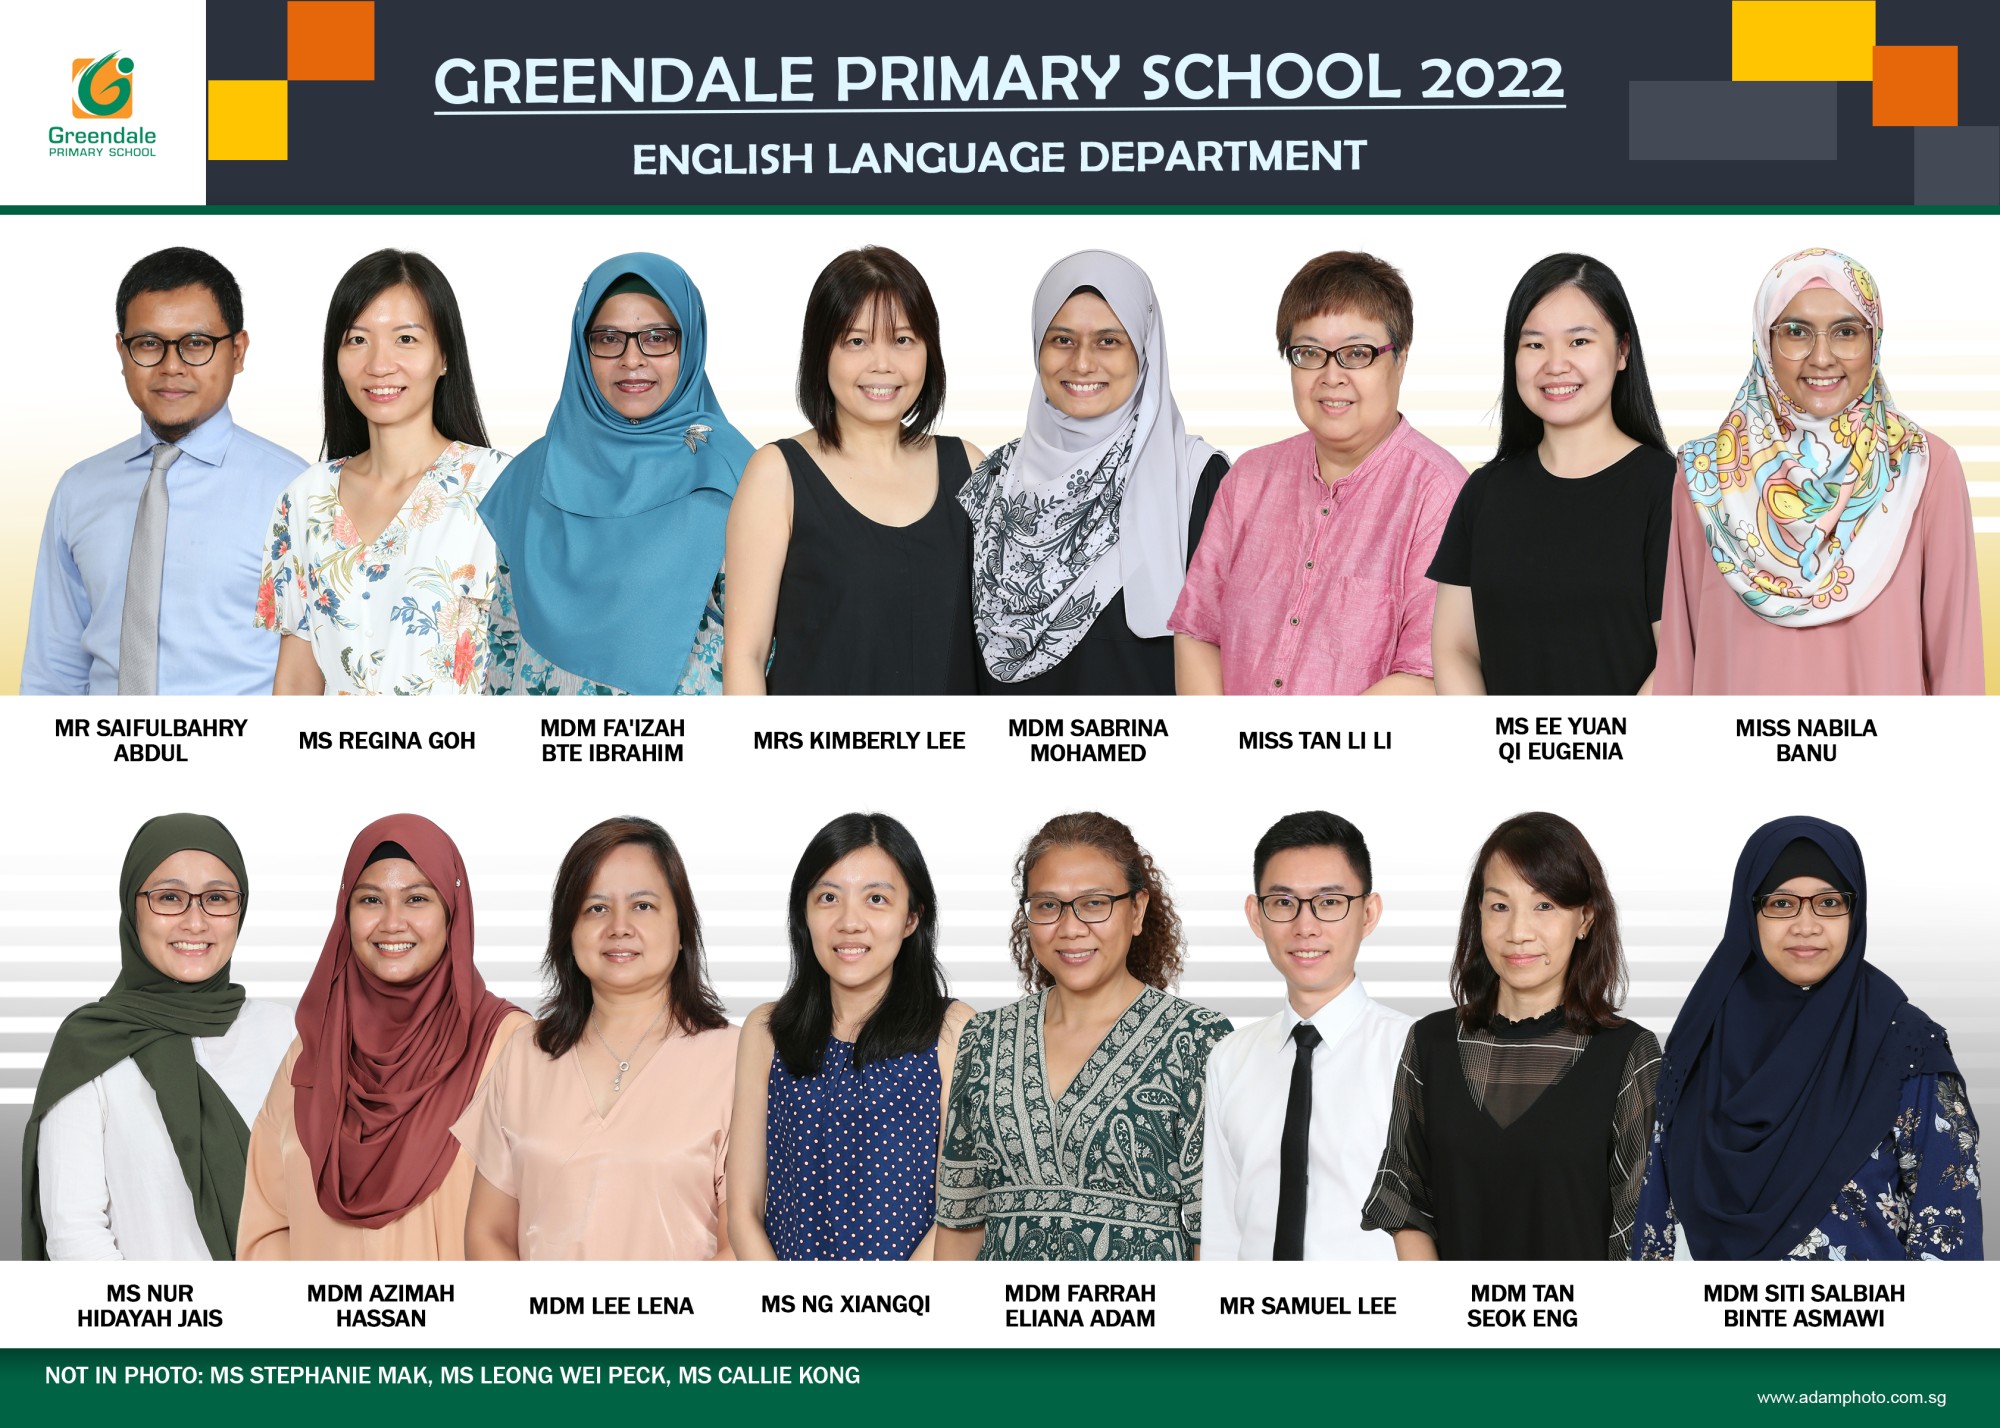 Greendale
PRIMARY SCHOOL
GREENDALE PRIMARY SCHOOL 2022
ENGLISH LANGUAGE DEPARTMENT
MR SAIFULBAHRY
ABDUL
MS REGINA GOH
MDM FA'IZAH
BTE IBRAHIM
MRS KIMBERLY LEE
MDM SABRINA
MOHAMED
MISS TAN LI LI
MS EE YUAN
QI EUGENIA
MISS NABILA
BANU
MS NUR
HIDAYAH JAIS
MDM AZIMAH
HASSAN
MDM LEE LENA
MS NG XIANGQI
MDM FARRAH
ELIANA ADAM
MR SAMUEL LEE
MDM TAN
SEOK ENG
MDM SITI SALBIAH
BINTE ASMAWI
NOT IN PHOTO: MS STEPHANIE MAK, MS LEONG WEI PECK, MS CALLIE KONG
www.adamphoto.com.sg